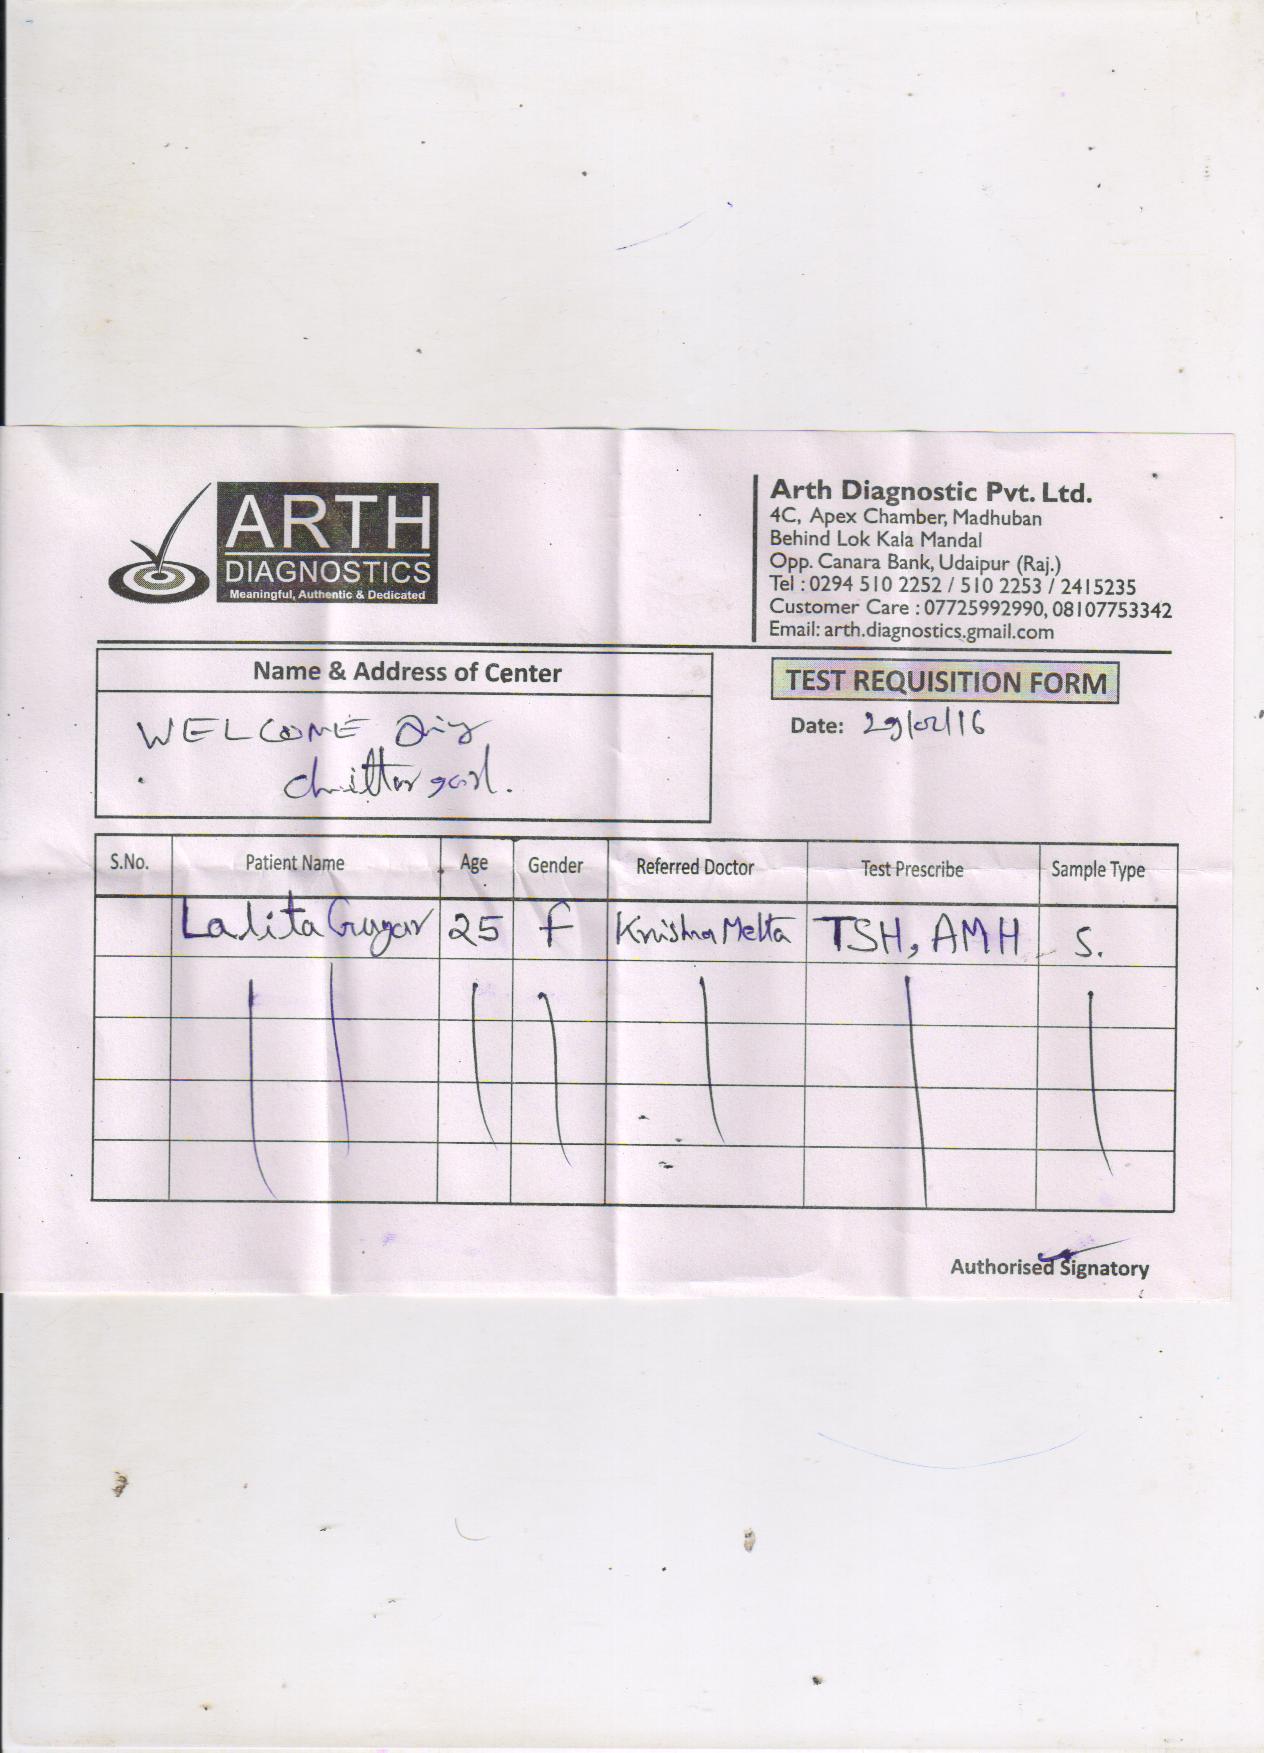 ARTH
DIAGNOSTICS
Meaningful, Authentic & Dedicated
Arth Diagnostic Pvt. Ltd.
4C, Apex Chamber, Madhuban
Behind Lok Kala Mandal
Opp. Canara Bank, Udaipur (Raj.)
Tel : 0294 510 2252 / 510 2253 / 2415235
Customer Care : 07725992990, 08107753342
Email: arth.diagnostics.gmail.com
Name & Address of Center
WELCOME
TEST REQUISITION FORM
Date: 29/02/16
S.No. Patient Name Age Gender Referred Doctor Test Prescribe Sample Type
Lalita 25 F Krishna Mehta TSH, AMH S.
Authorised Signatory